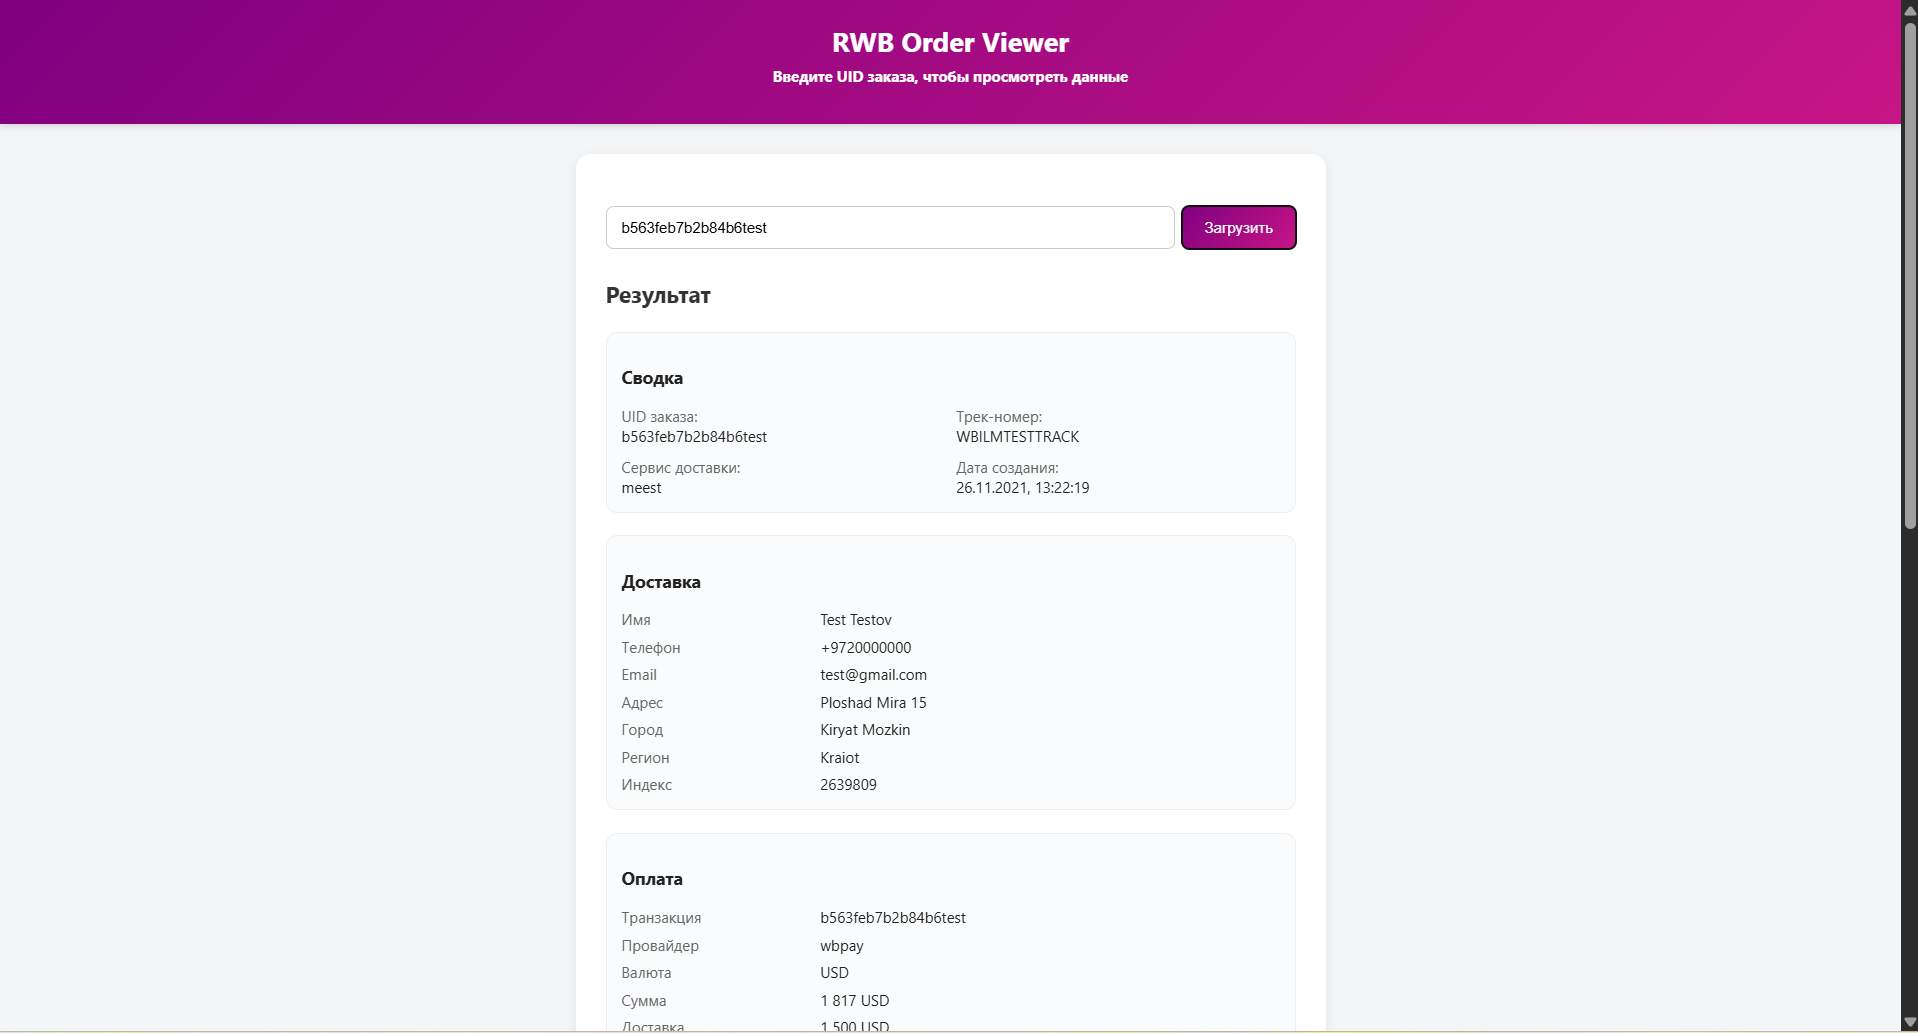 RWB Order Viewer
Введите UID заказа, чтобы просмотреть данные
b563feb7b2b84b6test
Загрузить
Результат
Сводка
UID заказа:
b563feb7b2b84b6test
Трек-номер:
WBILMTESTTRACK
Сервис доставки:
meest
Дата создания:
26.11.2021, 13:22:19
Доставка
Имя Test Testov
Телефон +9720000000
Email test@gmail.com
Адрес Ploshad Mira 15
Город Kiryat Mozkin
Регион Kraiot
Индекс 2639809
Оплата
Транзакция b563feb7b2b84b6test
Провайдер wbpay
Валюта USD
Сумма 1 817 USD
Доставка 1 500 USD